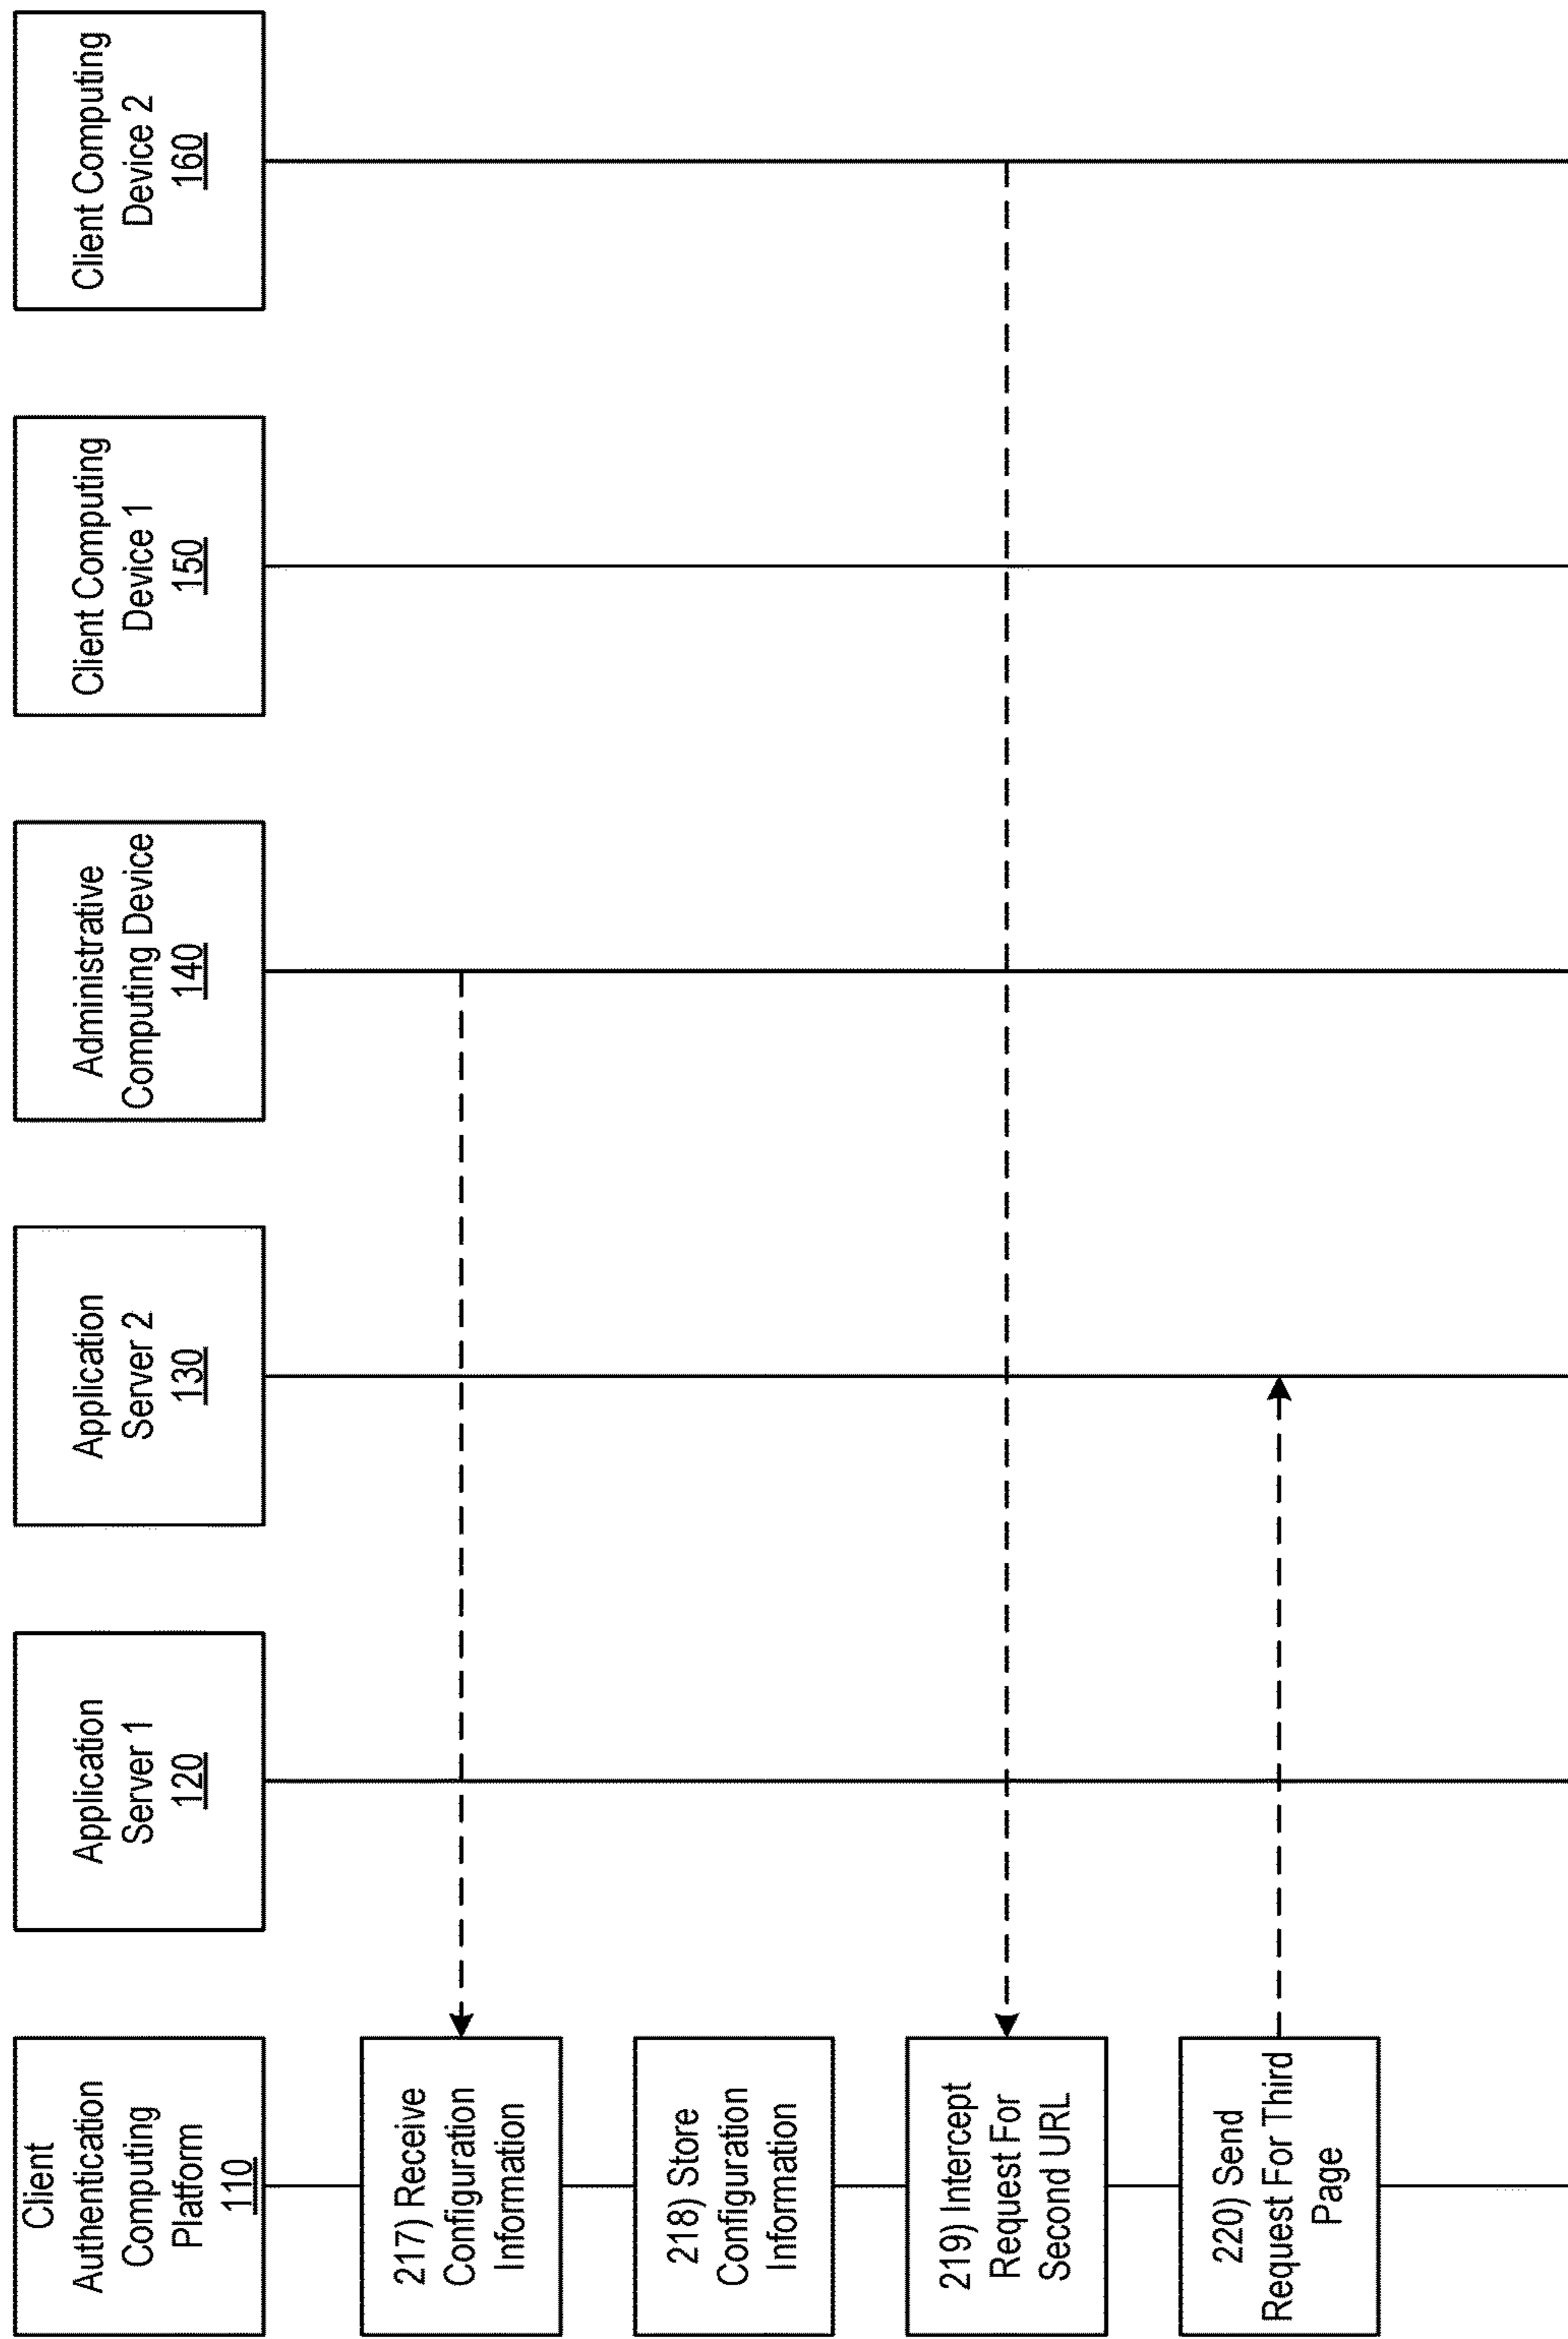 Client
Authentication
Computing
Platform
110
Application
Server 1
120
Application
Server 2
130
Administrative
Computing Device
140
Client Computing
Device 1
150
Client Computing
Device 2
160
217) Receive
Configuration
Information
218) Store
Configuration
Information
219) Intercept
Request For
Second URL
220) Send
Request For Third
Page